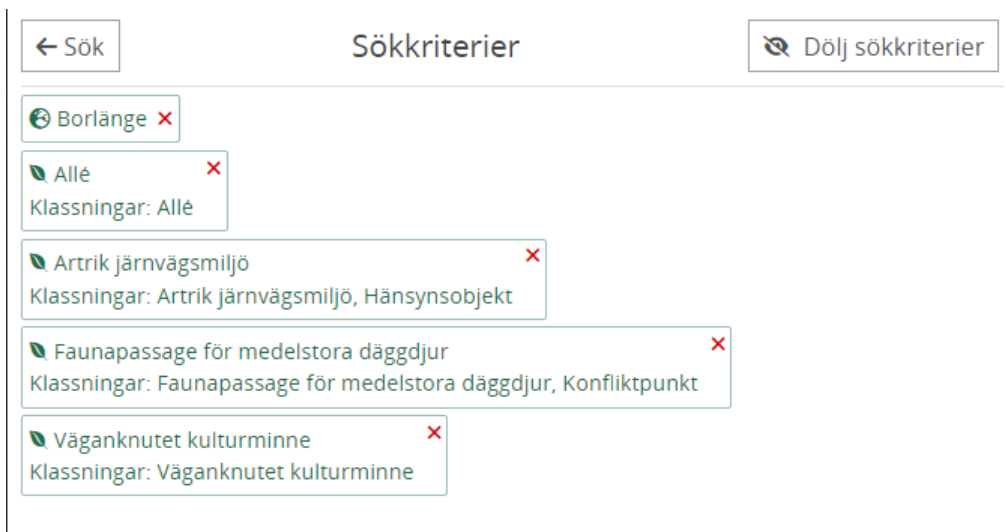 ← Sök
Sökkriterier
Dölj sökkriterier
Borlänge ×
Allé ×
Klassningar: Allé
Artrik järnvägsmiljö ×
Klassningar: Artrik järnvägsmiljö, Hänsynsobjekt
Faunapassage för medelstora däggdjur ×
Klassningar: Faunapassage för medelstora däggdjur, Konfliktpunkt
Väganknutet kulturminne ×
Klassningar: Väganknutet kulturminne